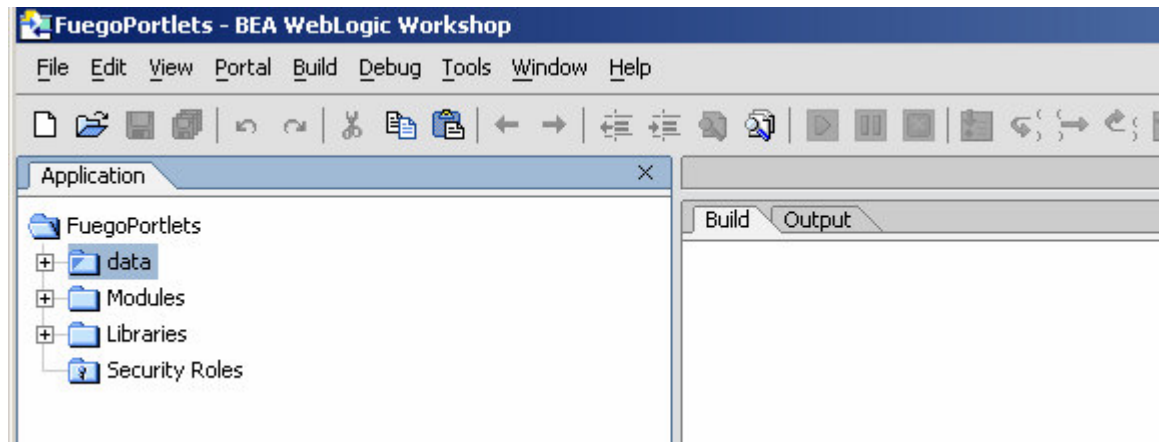 FuegoPortlets - BEA WebLogic Workshop
File Edit View Portal Build Debug Tools Window Help
Application
FuegoPortlets
data
Modules
Libraries
Security Roles
Build Output